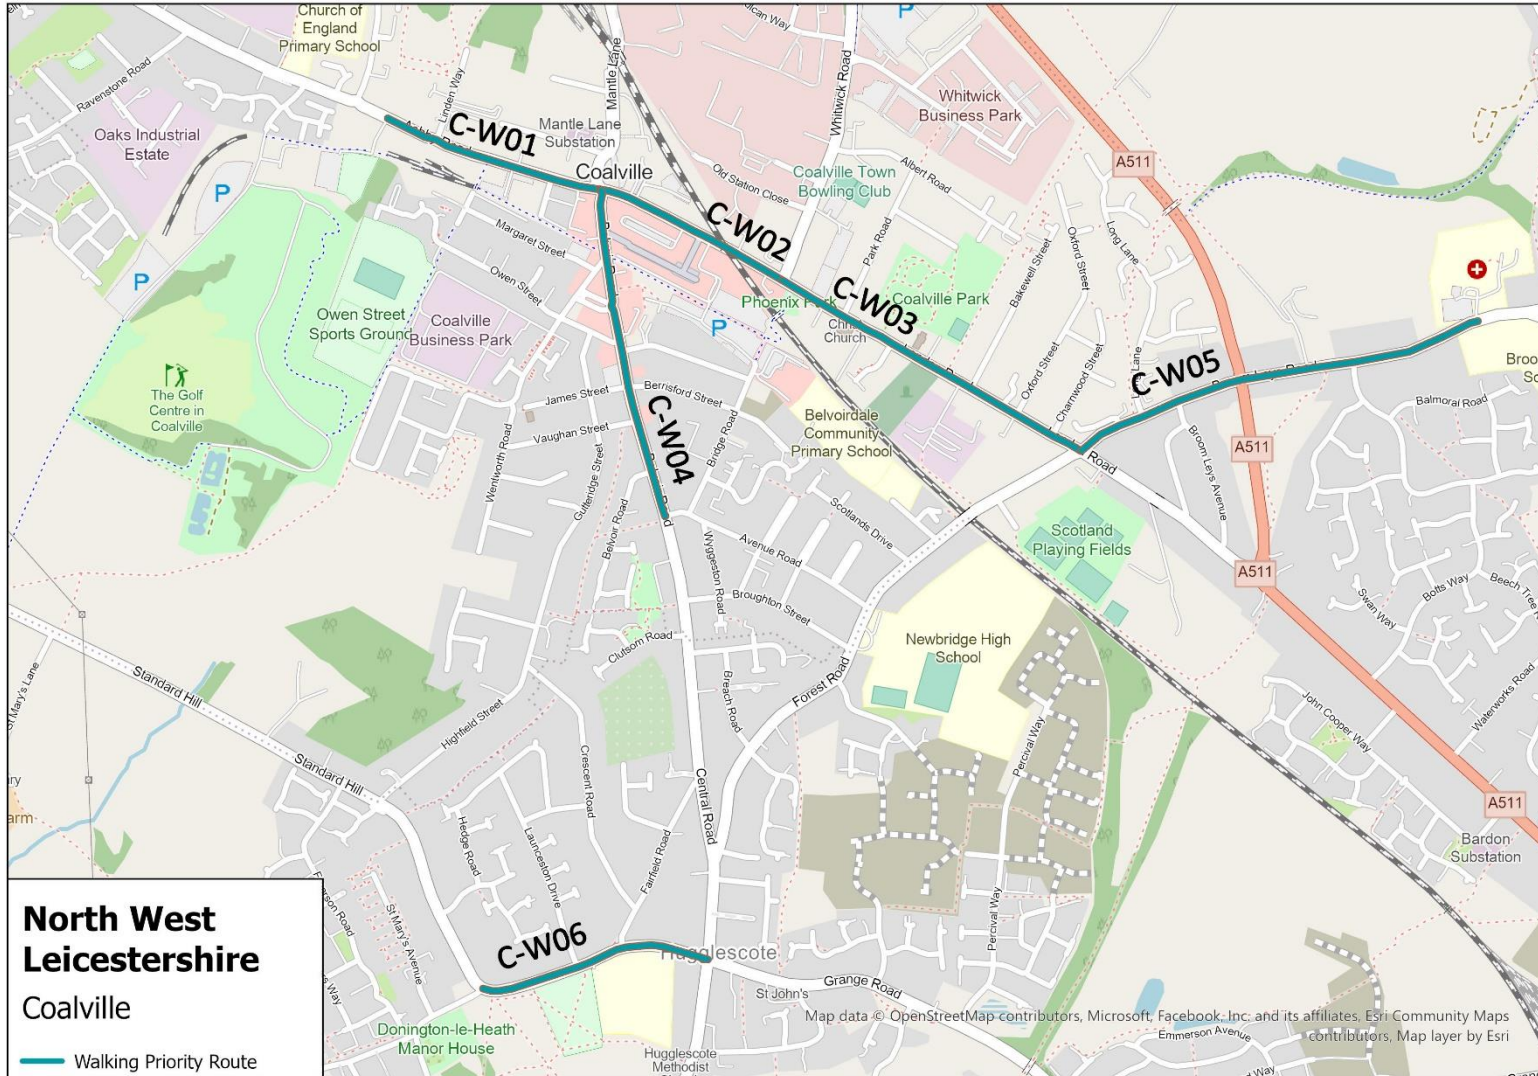 Church of
England
Primary School
Ravenstone Road
Linden Way
Mantle Lane
Whitwick Road
P
Whitwick
Business Park
Oaks Industrial
Estate
C-W01
Mantle Lane
Substation
A511
P
Coalville
Old Station Close
Coalville Town
Bowling Club
Albert Road
Margaret Street
C-W02
Park Road
Bakewell Street
Oxford Street
Long Lane
P
Owen Street
Owen Street
Sports Ground
Coalville
Business Park
P
Phoenix Park
C-W03
Coalville Park
Church
Oxford Street
Charnwood Street
C-W05
The Golf
Centre in
Coalville
James Street
Berrisford Street
Vaughan Street
C-W04
Bridge Road
Belvoirdale
Community
Primary School
Balmoral Road
Road
Broom Leys Avenue
A511
Wentworth Road
Gutteridge Street
Belvoir Road
Scotlands Drive
Wyggeston Road
Avenue Road
Scotland
Playing Fields
A511
Swan Way
Botts Way
Broughton Street
Clutsom Road
Newbridge High
School
Forest Road
St Mary's Lane
Standard Hill
Highfield Street
Breach Road
John Cooper Way
Waterworks Road
Standard Hill
Crescent Road
Central Road
Percival Way
A511
Bardon
Substation
Hedge Road
Launceston Drive
Fairfield Road
Percival Way
St Mary's Avenue
C-W06
Hugglescote
St John's
Grange Road
Donington-le-Heath
Manor House
Hugglescote
Methodist
Emmerson Avenue
North West
Leicestershire
Coalville
Walking Priority Route
Map data © OpenStreetMap contributors, Microsoft, Facebook, Inc. and its affiliates, Esri Community Maps
contributors, Map layer by Esri